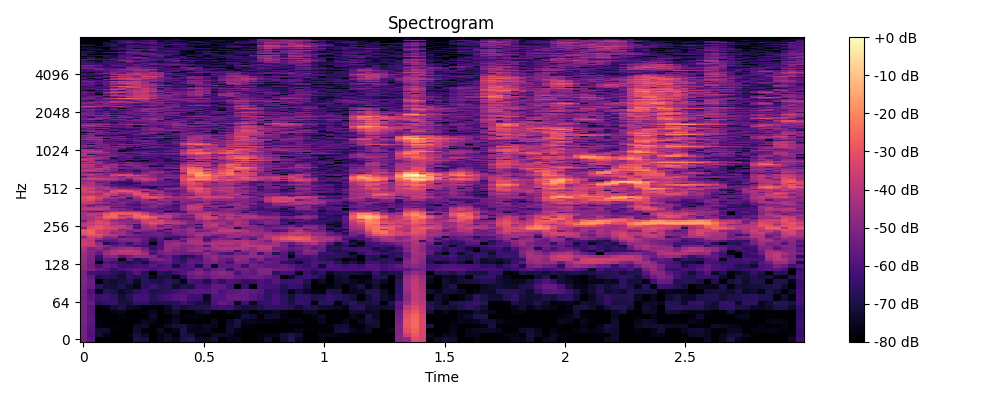 Spectrogram
Hz
4096
2048
1024
512
256
128
64
0
0
0.5
1
1.5
2
2.5
Time
+0 dB
-10 dB
-20 dB
-30 dB
-40 dB
-50 dB
-60 dB
-70 dB
-80 dB